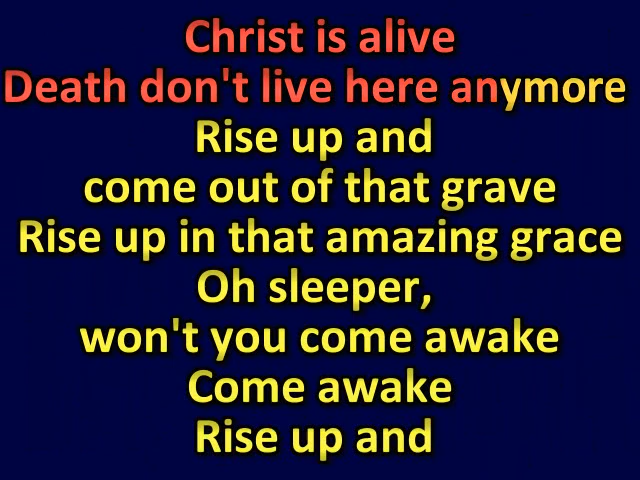 Christ is alive
Death don't live here anymore
Rise up and
come out of that grave
Rise up in that amazing grace
Oh sleeper,
won't you come awake
Come awake
Rise up and